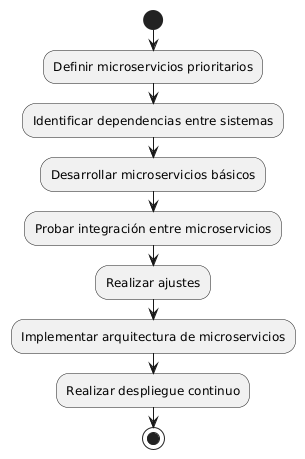 Definir microservicios prioritarios
Identificar dependencias entre sistemas
Desarrollar microservicios básicos
Probar integración entre microservicios
Realizar ajustes
Implementar arquitectura de microservicios
Realizar despliegue continuo